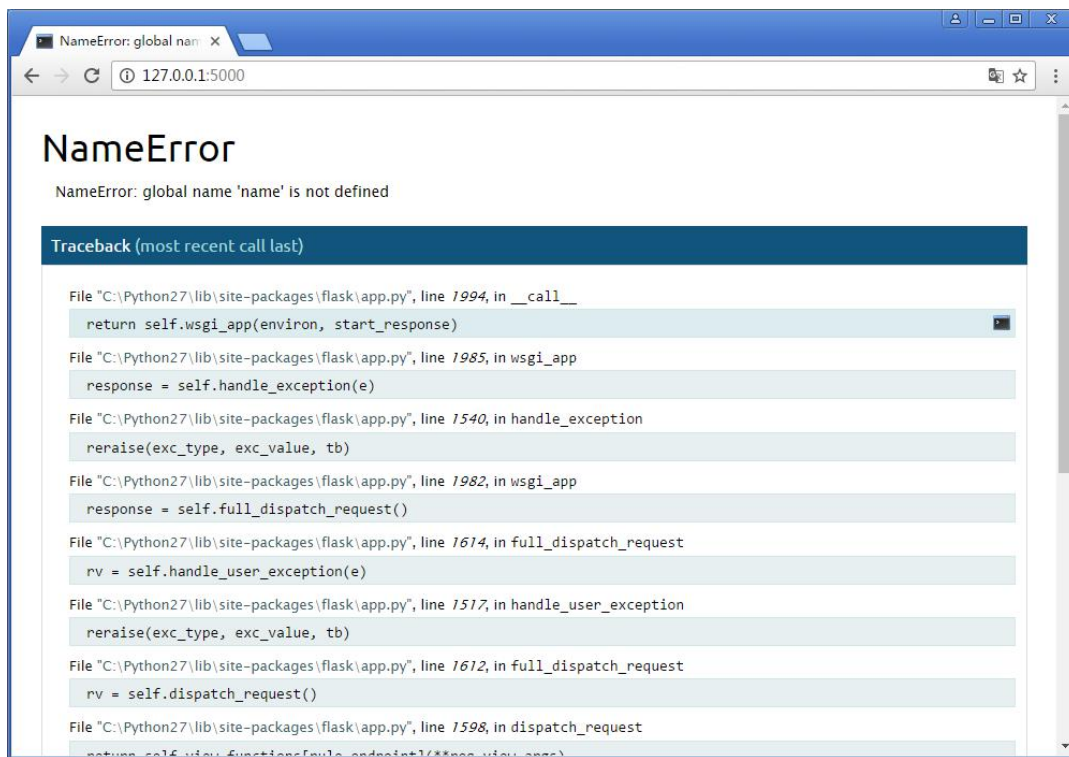 NameError: global nam
127.0.0.1:5000
NameError
NameError: global name 'name' is not defined
Traceback (most recent call last)
File "C:\Python27\lib\site-packages\flask\app.py", line 1994, in __call__
return self.wsgi_app(environ, start_response)
File "C:\Python27\lib\site-packages\flask\app.py", line 1985, in wsgi_app
response = self.handle_exception(e)
File "C:\Python27\lib\site-packages\flask\app.py", line 1540, in handle_exception
reraise(exc_type, exc_value, tb)
File "C:\Python27\lib\site-packages\flask\app.py", line 1982, in wsgi_app
response = self.full_dispatch_request()
File "C:\Python27\lib\site-packages\flask\app.py", line 1614, in full_dispatch_request
rv = self.handle_user_exception(e)
File "C:\Python27\lib\site-packages\flask\app.py", line 1517, in handle_user_exception
reraise(exc_type, exc_value, tb)
File "C:\Python27\lib\site-packages\flask\app.py", line 1612, in full_dispatch_request
rv = self.dispatch_request()
File "C:\Python27\lib\site-packages\flask\app.py", line 1598, in dispatch_request
return self.view_functions[rule.endpoint](**req.view_args)